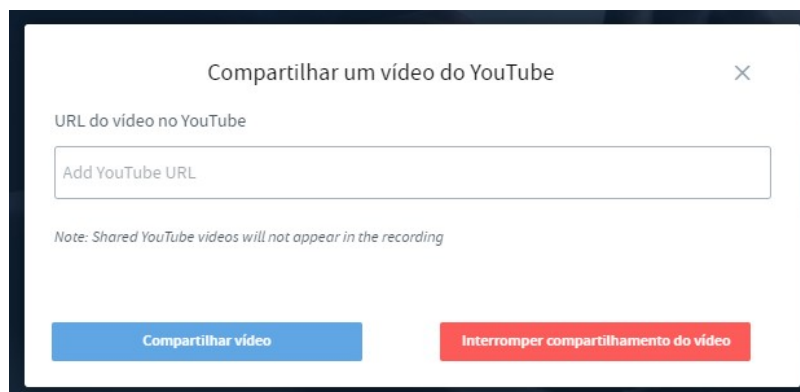 Compartilhar um vídeo do YouTube
URL do vídeo no YouTube
Add YouTube URL
Note: Shared YouTube videos will not appear in the recording
Compartilhar vídeo
Interromper compartilhamento do vídeo